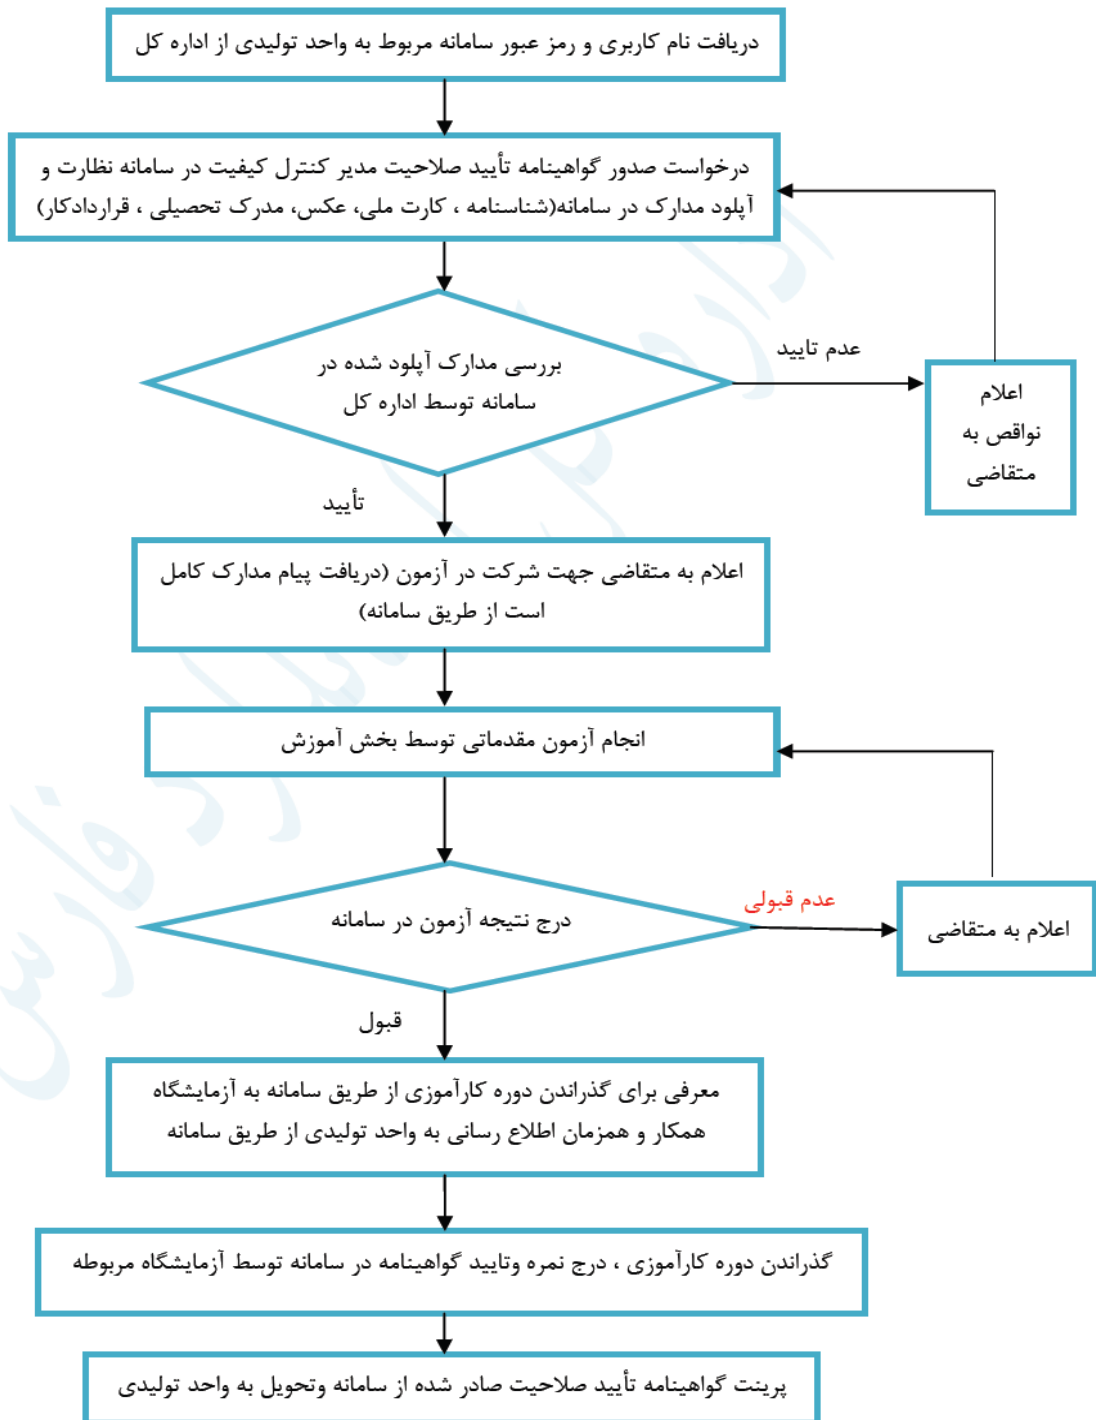 دریافت نام کاربری و رمز عبور سامانه مربوط به واحد تولیدی از اداره کل
درخواست صدور گواهینامه تأیید صلاحیت مدیر کنترل کیفیت در سامانه نظارت و
آپلود مدارک در سامانه(شناسنامه ، کارت ملی، عکس، مدرک تحصیلی ، قراردادکار)
بررسی مدارک آپلود شده در
سامانه توسط اداره کل
عدم تایید
اعلام
نواقص به
متقاضی
تأیید
اعلام به متقاضی جهت شرکت در آزمون (دریافت پیام مدارک کامل
است از طریق سامانه)
انجام آزمون مقدماتی توسط بخش آموزش
درج نتیجه آزمون در سامانه
عدم قبولی
اعلام به متقاضی
قبول
معرفی برای گذراندن دوره کارآموزی از طریق سامانه به آزمایشگاه
همکار و همزمان اطلاع رسانی به واحد تولیدی از طریق سامانه
گذراندن دوره کارآموزی ، درج نمره وتایید گواهینامه در سامانه توسط آزمایشگاه مربوطه
پرینت گواهینامه تأیید صلاحیت صادر شده از سامانه وتحویل به واحد تولیدی
اداره کل استاندارد فارس